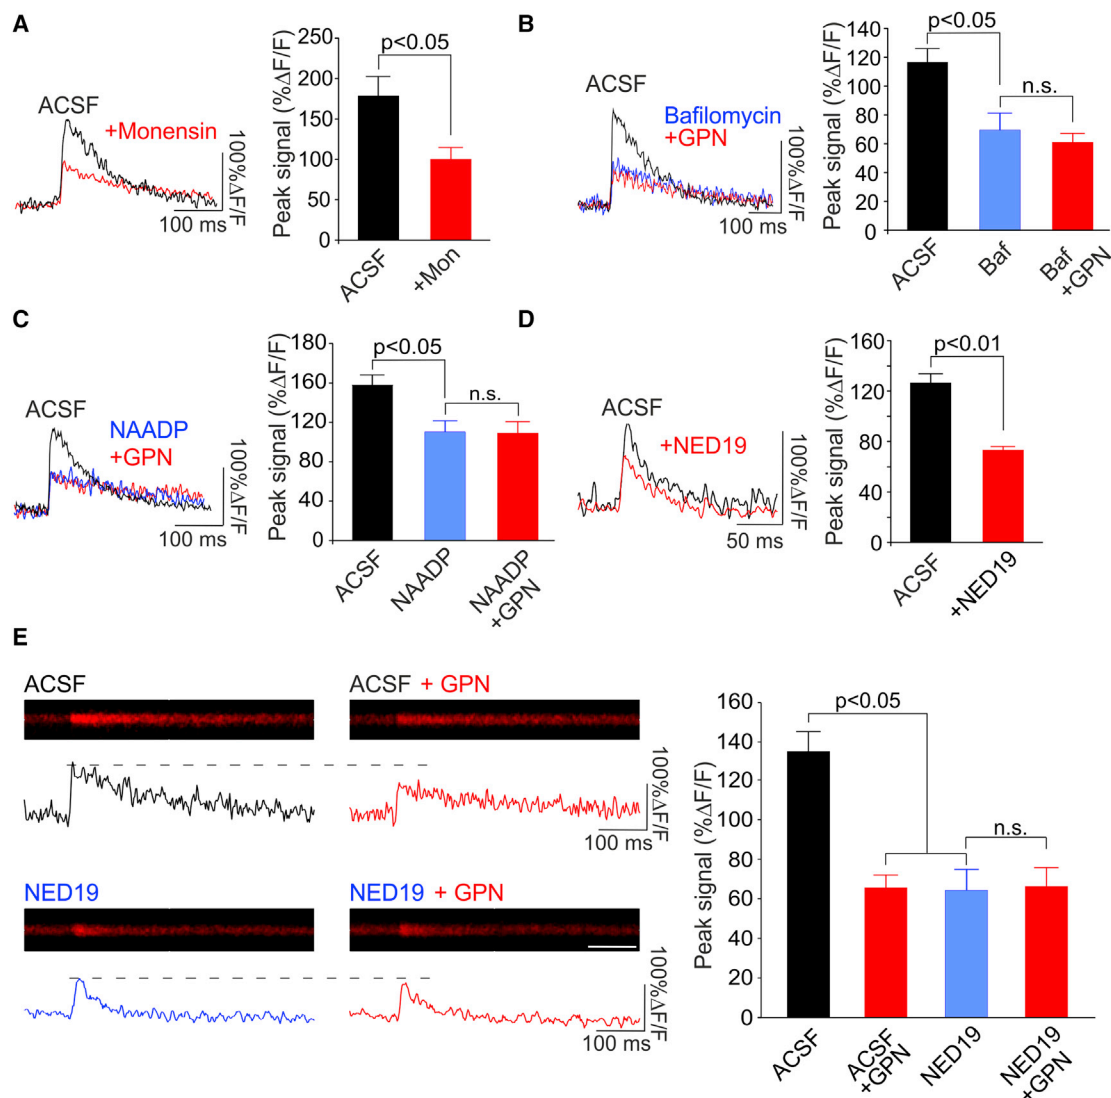 A
ACSF
+Monensin
100%ΔF/F
100 ms
Peak signal (%ΔF/F)
250
200
150
100
50
0
p<0.05
ACSF
+Mon
B
ACSF
Bafilomycin
+GPN
100%ΔF/F
100 ms
Peak signal (%ΔF/F)
140
120
100
80
60
40
20
0
p<0.05
n.s.
ACSF
Baf
Baf
+GPN
C
ACSF
NAADP
+GPN
100%ΔF/F
100 ms
Peak signal (%ΔF/F)
180
160
120
80
40
0
p<0.05
n.s.
ACSF
NAADP
NAADP
+GPN
D
ACSF
+NED19
100%ΔF/F
50 ms
Peak signal (%ΔF/F)
160
120
80
40
0
p<0.01
ACSF
+NED19
E
ACSF
ACSF + GPN
100%ΔF/F
100 ms
NED19
NED19 + GPN
100%ΔF/F
100 ms
Peak signal (%ΔF/F)
160
140
120
100
80
60
40
20
0
p<0.05
n.s.
ACSF
ACSF
+GPN
NED19
NED19
+GPN